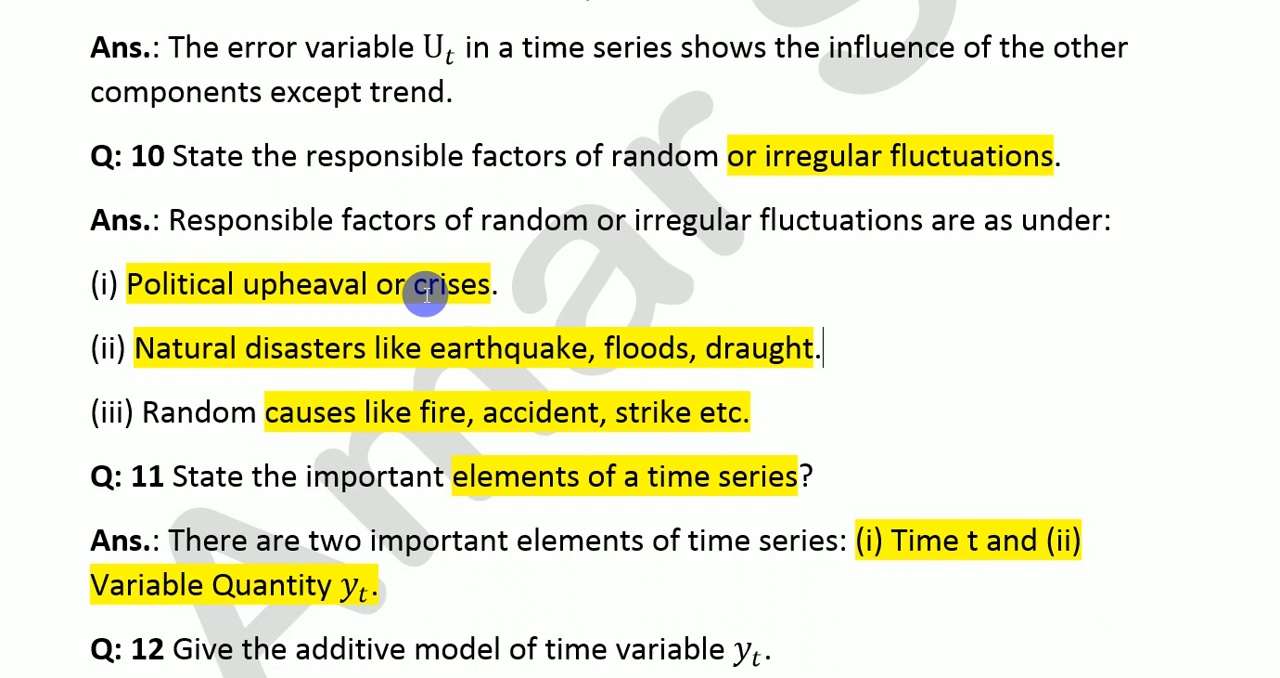 Ans.: The error variable Uₜ in a time series shows the influence of the other
components except trend.
Q: 10 State the responsible factors of random or irregular fluctuations.
Ans.: Responsible factors of random or irregular fluctuations are as under:
(i) Political upheaval or crises.
(ii) Natural disasters like earthquake, floods, draught.
(iii) Random causes like fire, accident, strike etc.
Q: 11 State the important elements of a time series?
Ans.: There are two important elements of time series: (i) Time t and (ii)
Variable Quantity yₜ.
Q: 12 Give the additive model of time variable yₜ.
Amar S